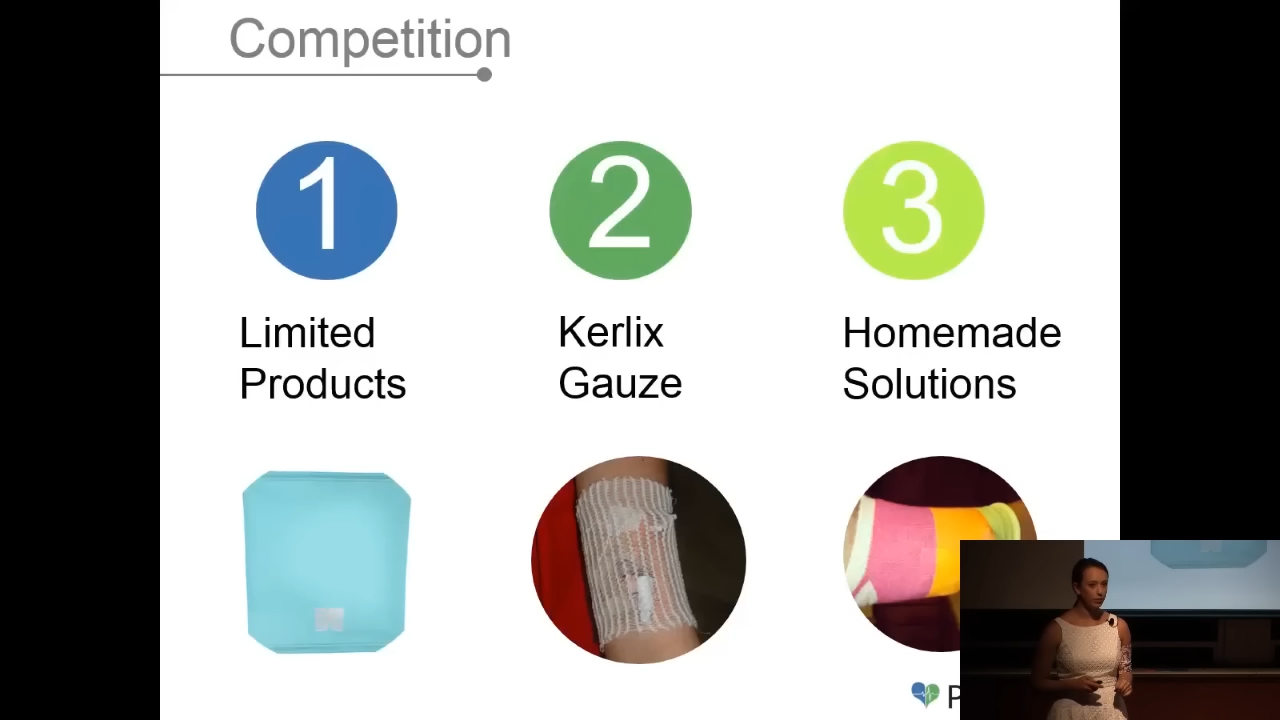 Competition
1
2
3
Limited
Products
Kerlix
Gauze
Homemade
Solutions
P